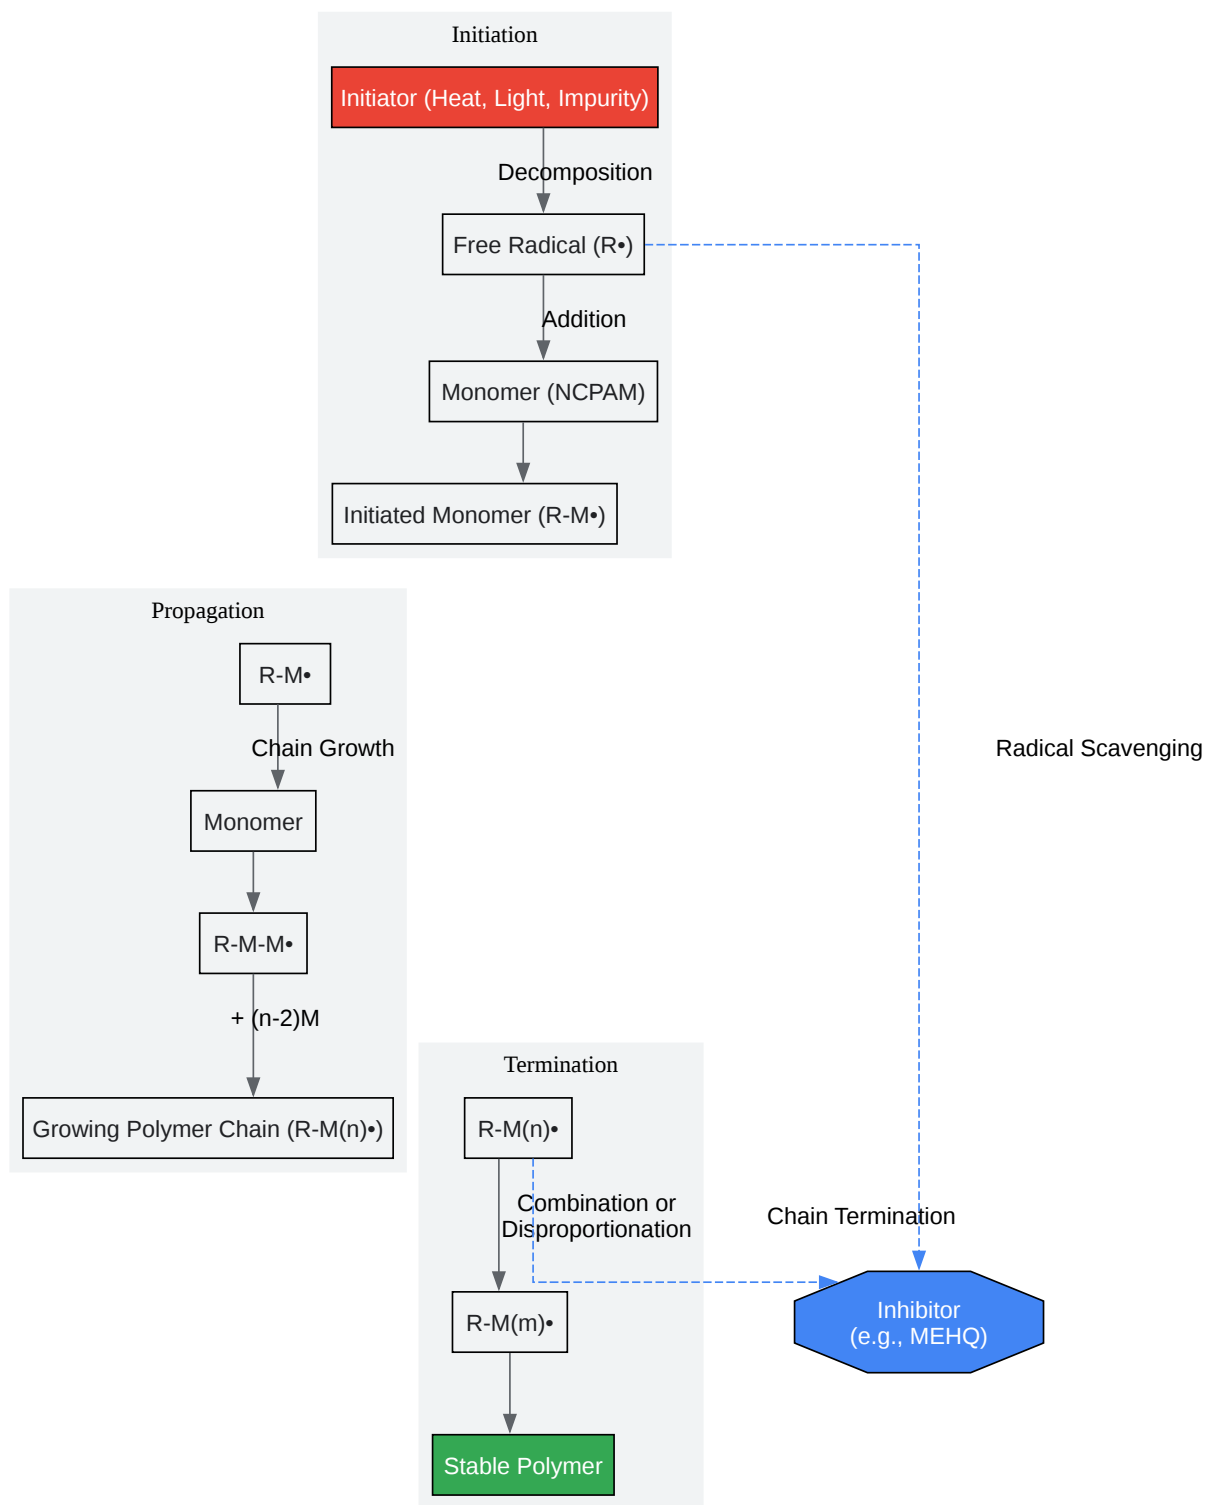 Initiation
Initiator (Heat, Light, Impurity)
Decomposition
Free Radical (R•)
Addition
Monomer (NCPAM)
Initiated Monomer (R-M•)
Propagation
R-M•
Chain Growth
Monomer
R-M-M•
+ (n-2)M
Growing Polymer Chain (R-M(n)•)
Termination
R-M(n)•
Combination or
Disproportionation
R-M(m)•
Stable Polymer
Radical Scavenging
Chain Termination
Inhibitor
(e.g., MEHQ)